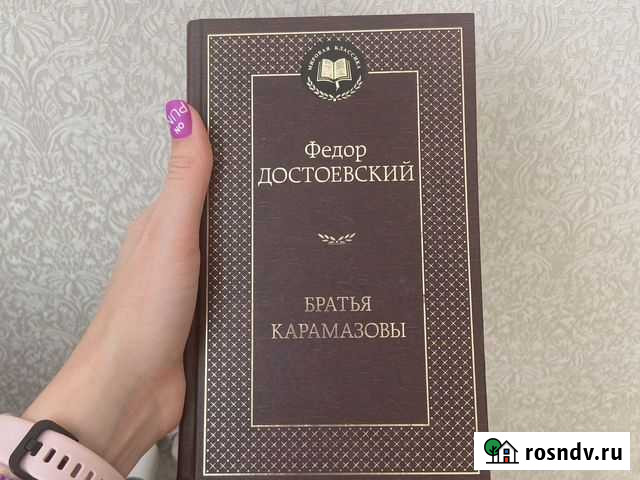 МИРОВАЯ КЛАССИКА
Федор
ДОСТОЕВСКИЙ
БРАТЬЯ
КАРАМАЗОВЫ
rosndv.ru